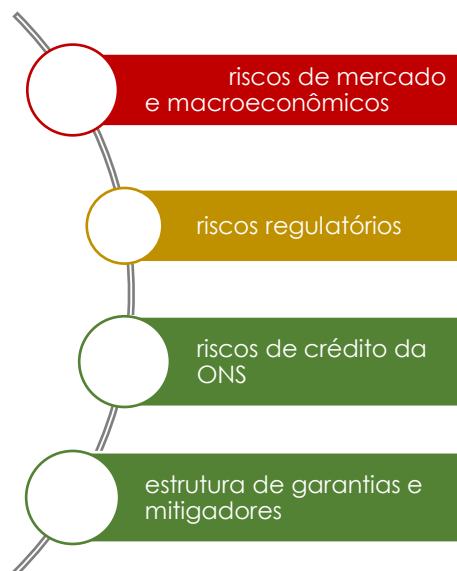 riscos de mercado
e macroeconômicos
riscos regulatórios
riscos de crédito da
ONS
estrutura de garantias e
mitigadores